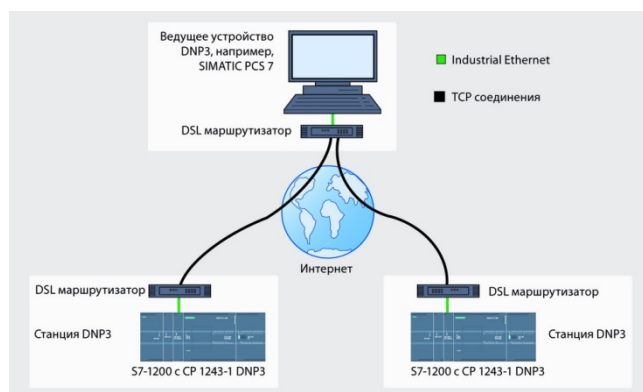 Ведущее устройство
DNP3, например,
SIMATIC PCS 7
Industrial Ethernet
TCP соединения
DSL маршрутизатор
Интернет
DSL маршрутизатор
DSL маршрутизатор
Станция DNP3
Станция DNP3
S7-1200 с CP 1243-1 DNP3
S7-1200 с CP 1243-1 DNP3